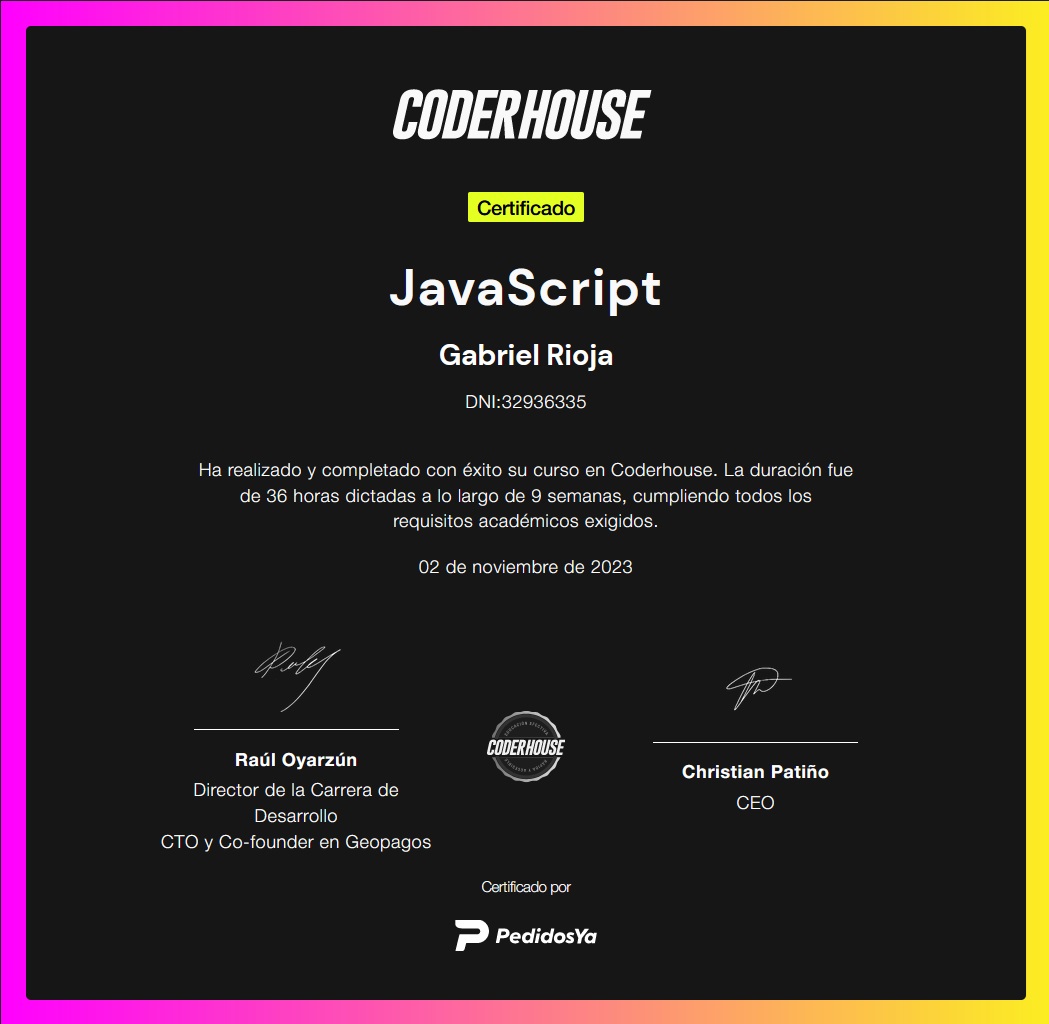 CODERHOUSE
Certificado
JavaScript
Gabriel Rioja
DNI:32936335
Ha realizado y completado con éxito su curso en Coderhouse. La duración fue
de 36 horas dictadas a lo largo de 9 semanas, cumpliendo todos los
requisitos académicos exigidos.
02 de noviembre de 2023
Raúl Oyarzún
Director de la Carrera de
Desarrollo
CTO y Co-founder en Geopagos
CODERHOUSE
Christian Patiño
CEO
Certificado por
PedidosYa